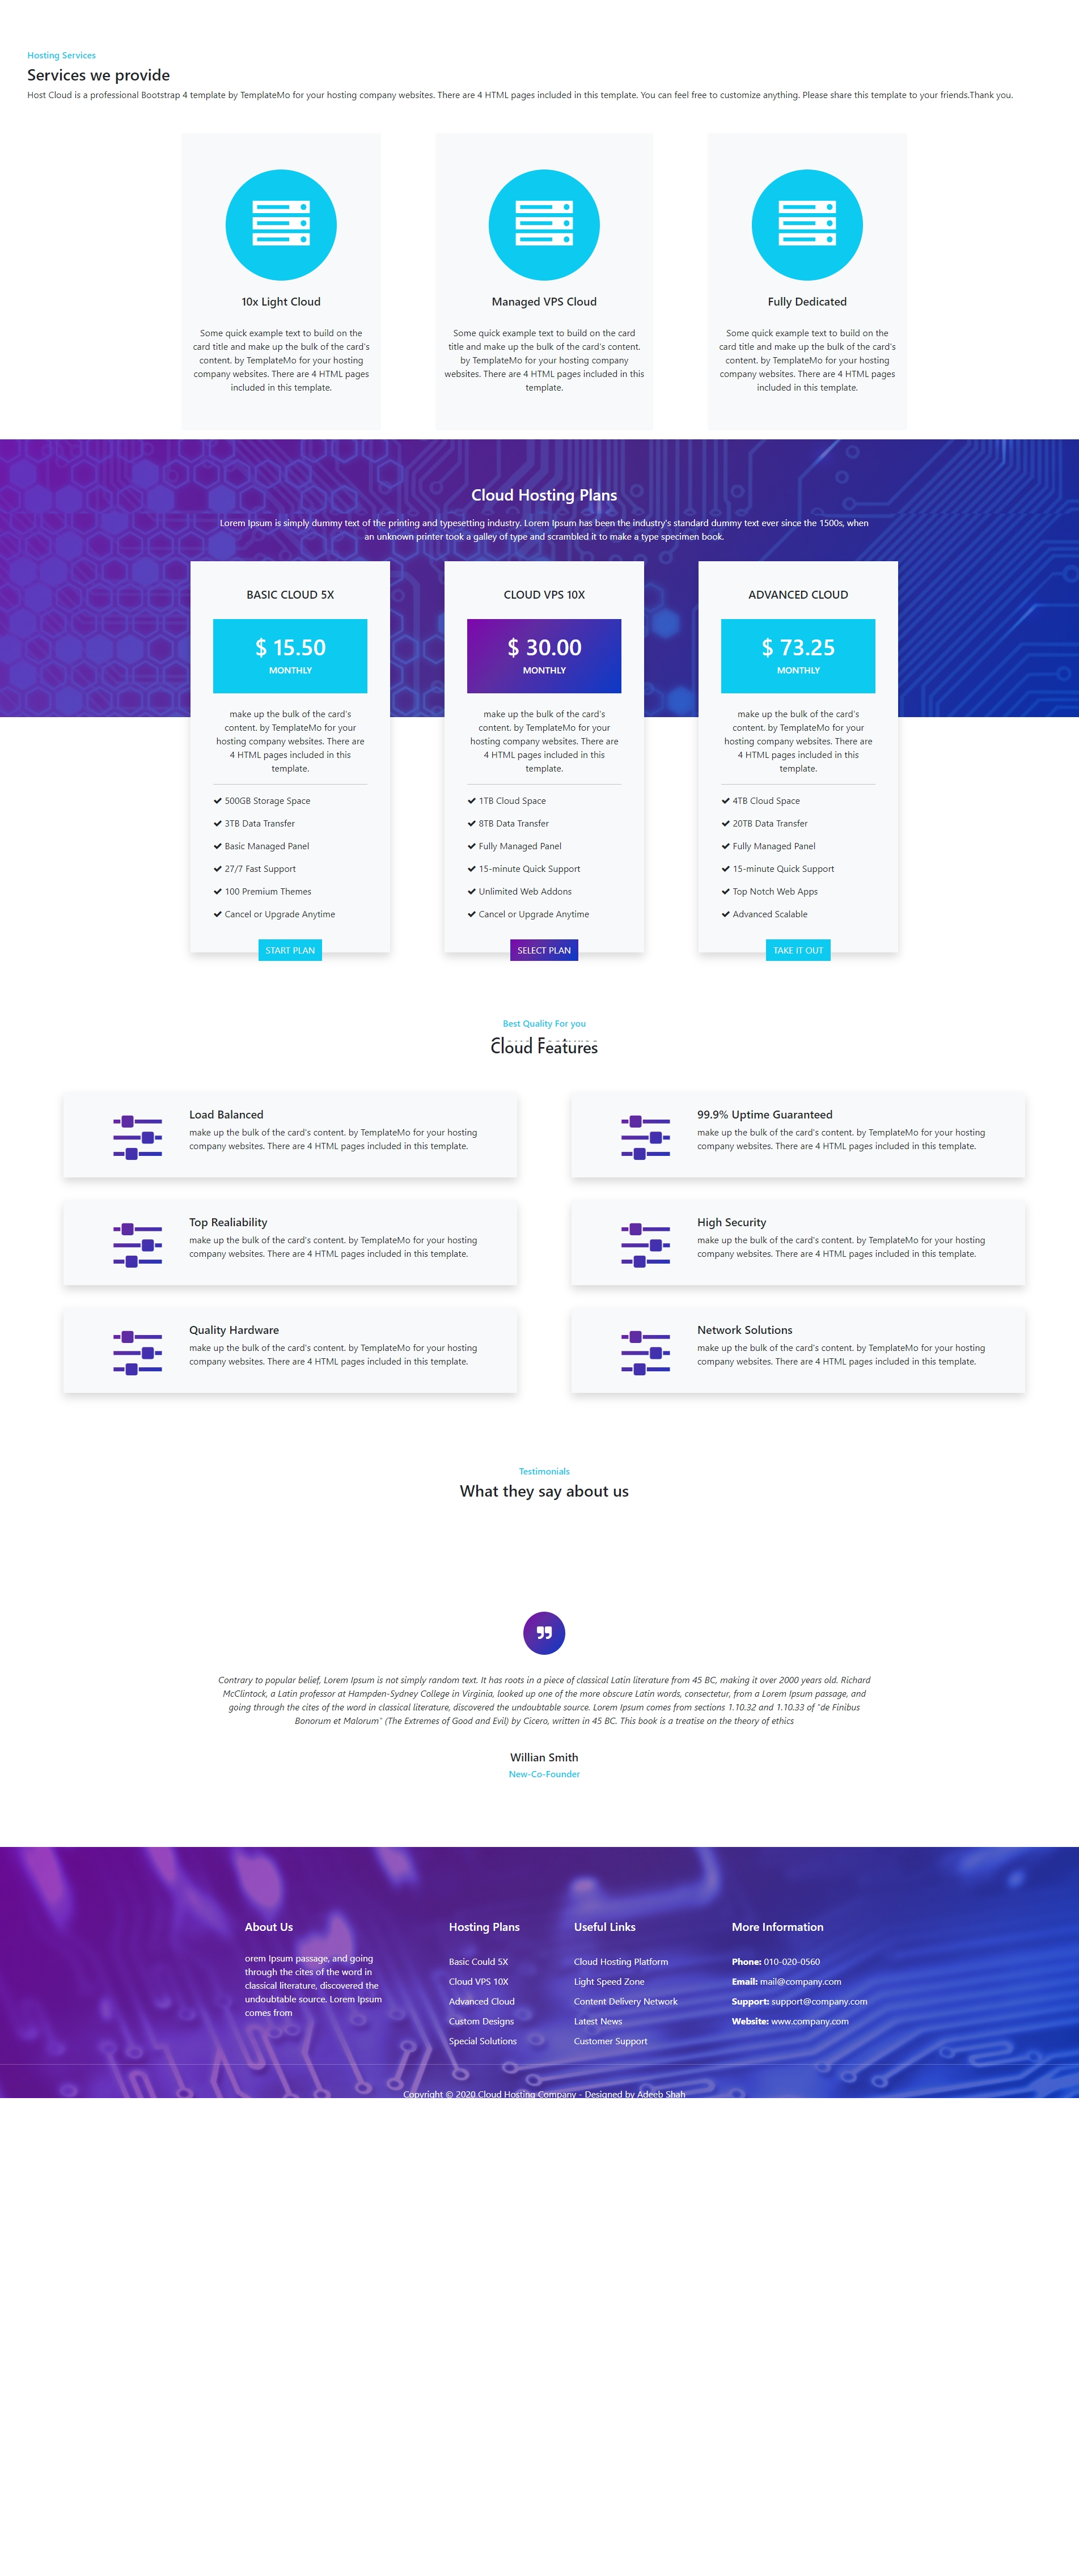 Hosting Services
Services we provide
Host Cloud is a professional Bootstrap 4 template by TemplateMo for your hosting company websites. There are 4 HTML pages included in this template. You can feel free to customize anything. Please share this template to your friends.Thank you.
10x Light Cloud
Some quick example text to build on the
card title and make up the bulk of the card's
content. by TemplateMo for your hosting
company websites. There are 4 HTML pages
included in this template.
Managed VPS Cloud
Some quick example text to build on the card
title and make up the bulk of the card's content.
by TemplateMo for your hosting company
websites. There are 4 HTML pages included in this
template.
Fully Dedicated
Some quick example text to build on the
card title and make up the bulk of the card's
content. by TemplateMo for your hosting
company websites. There are 4 HTML pages
included in this template.
Cloud Hosting Plans
Lorem Ipsum is simply dummy text of the printing and typesetting industry. Lorem Ipsum has been the industry's standard dummy text ever since the 1500s, when
an unknown printer took a galley of type and scrambled it to make a type specimen book.
BASIC CLOUD 5X
$ 15.50
MONTHLY
make up the bulk of the card's
content. by TemplateMo for your
hosting company websites. There are
4 HTML pages included in this
template.
500GB Storage Space
3TB Data Transfer
Basic Managed Panel
27/7 Fast Support
100 Premium Themes
Cancel or Upgrade Anytime
START PLAN
CLOUD VPS 10X
$ 30.00
MONTHLY
make up the bulk of the card's
content. by TemplateMo for your
hosting company websites. There are
4 HTML pages included in this
template.
1TB Cloud Space
8TB Data Transfer
Fully Managed Panel
15-minute Quick Support
Unlimited Web Addons
Cancel or Upgrade Anytime
SELECT PLAN
ADVANCED CLOUD
$ 73.25
MONTHLY
make up the bulk of the card's
content. by TemplateMo for your
hosting company websites. There are
4 HTML pages included in this
template.
4TB Cloud Space
20TB Data Transfer
Fully Managed Panel
15-minute Quick Support
Top Notch Web Apps
Advanced Scalable
TAKE IT OUT
Best Quality For you
Cloud Features
Load Balanced
make up the bulk of the card's content. by TemplateMo for your hosting
company websites. There are 4 HTML pages included in this template.
99.9% Uptime Guaranteed
make up the bulk of the card's content. by TemplateMo for your hosting
company websites. There are 4 HTML pages included in this template.
Top Realiability
make up the bulk of the card's content. by TemplateMo for your hosting
company websites. There are 4 HTML pages included in this template.
High Security
make up the bulk of the card's content. by TemplateMo for your hosting
company websites. There are 4 HTML pages included in this template.
Quality Hardware
make up the bulk of the card's content. by TemplateMo for your hosting
company websites. There are 4 HTML pages included in this template.
Network Solutions
make up the bulk of the card's content. by TemplateMo for your hosting
company websites. There are 4 HTML pages included in this template.
Testimonials
What they say about us
Contrary to popular belief, Lorem Ipsum is not simply random text. It has roots in a piece of classical Latin literature from 45 BC, making it over 2000 years old. Richard
McClintock, a Latin professor at Hampden-Sydney College in Virginia, looked up one of the more obscure Latin words, consectetur, from a Lorem Ipsum passage, and
going through the cites of the word in classical literature, discovered the undoubtable source. Lorem Ipsum comes from sections 1.10.32 and 1.10.33 of "de Finibus
Bonorum et Malorum" (The Extremes of Good and Evil) by Cicero, written in 45 BC. This book is a treatise on the theory of ethics
Willian Smith
New-Co-Founder
About Us
orem Ipsum passage, and going
through the cites of the word in
classical literature, discovered the
undoubtable source. Lorem Ipsum
comes from
Hosting Plans
Basic Could 5X
Cloud VPS 10X
Advanced Cloud
Custom Designs
Special Solutions
Useful Links
Cloud Hosting Platform
Light Speed Zone
Content Delivery Network
Latest News
Customer Support
More Information
Phone: 010-020-0560
Email: mail@company.com
Support: support@company.com
Website: www.company.com
Copyright © 2020 Cloud Hosting Company - Designed by Adeeb Shah